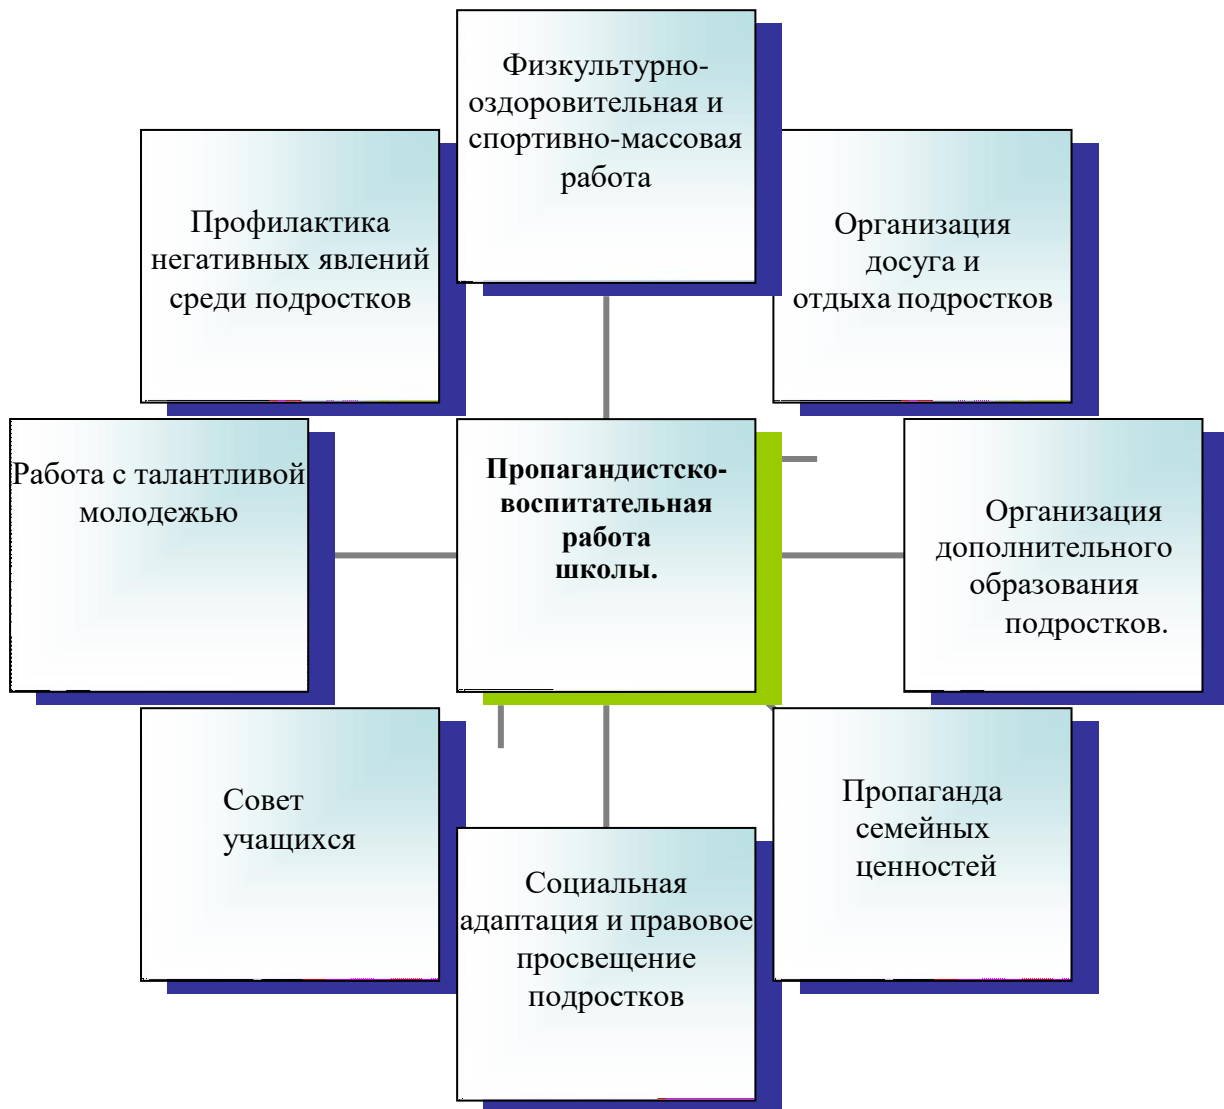 Физкультурно-
оздоровительная и
спортивно-массовая
работа
Профилактика
негативных явлений
среди подростков
Организация
досуга и
отдыха подростков
Работа с талантливой
молодежью
Пропагандистско-
воспитательная
работа
школы.
Организация
дополнительного
образования
подростков.
Совет
учащихся
Социальная
адаптация и правовое
просвещение
подростков
Пропаганда
семейных
ценностей